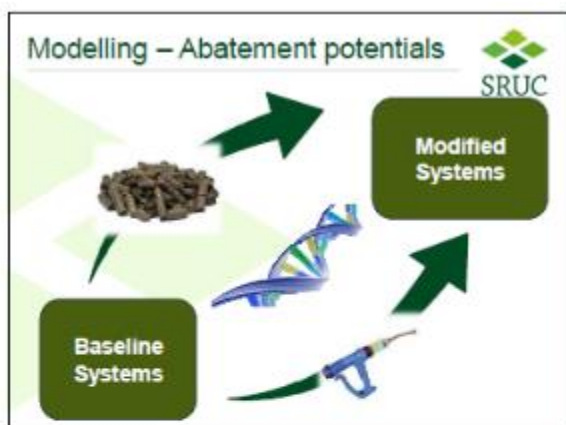 Modelling – Abatement potentials
SRUC
Modified
Systems
Baseline
Systems